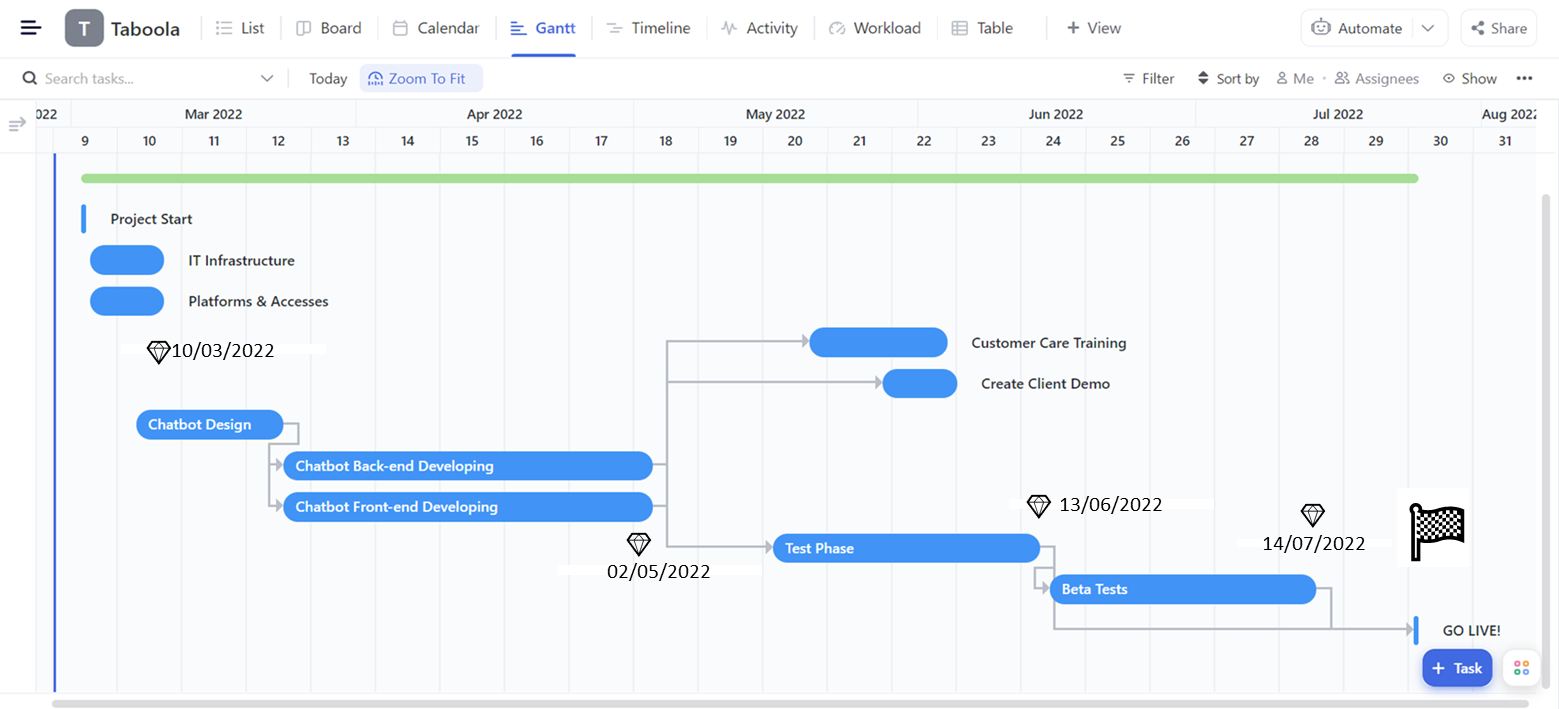 T Taboola List Board Calendar Gantt Timeline Activity Workload Table + View Automate Share
Search tasks... Today Zoom To Fit Filter Sort by Me Assignees Show
022 Mar 2022 Apr 2022 May 2022 Jun 2022 Jul 2022 Aug 2022
9 10 11 12 13 14 15 16 17 18 19 20 21 22 23 24 25 26 27 28 29 30 31
Project Start
IT Infrastructure
Platforms & Accesses
10/03/2022
Customer Care Training
Create Client Demo
Chatbot Design
Chatbot Back-end Developing
Chatbot Front-end Developing
13/06/2022
14/07/2022
Test Phase
02/05/2022
Beta Tests
GO LIVE!
+ Task